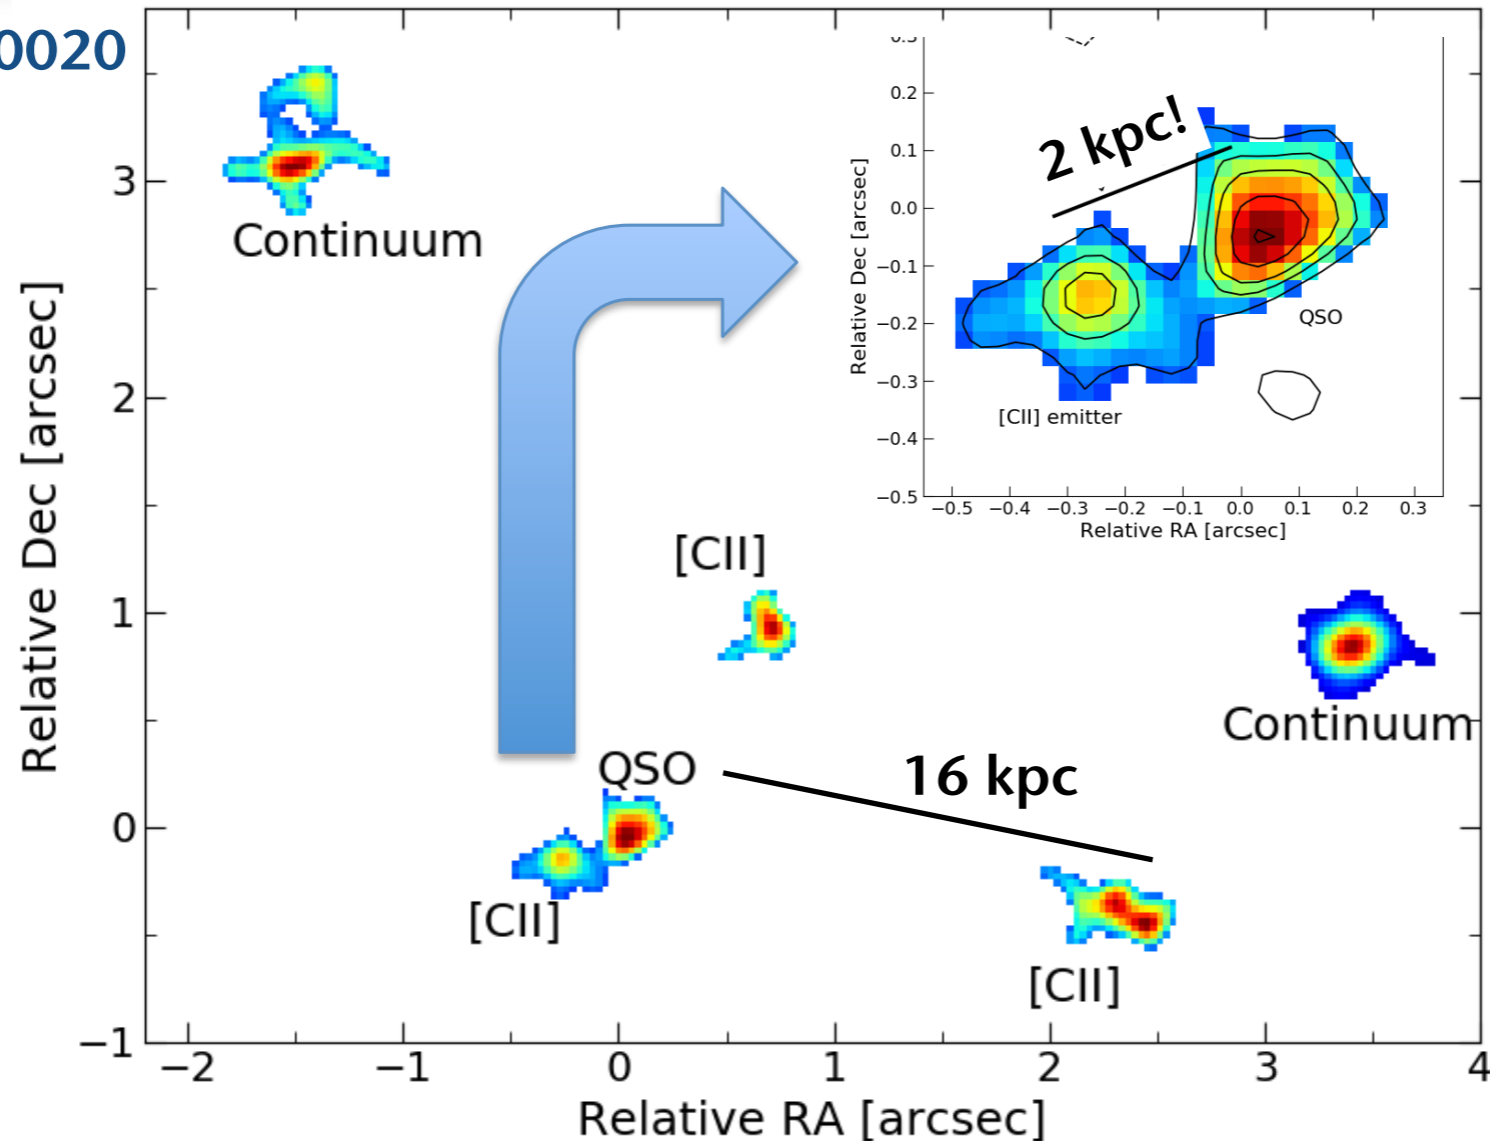 0020
Continuum
2 kpc!
QSO
[CII] emitter
0.3
0.2
0.1
0.0
−0.1
−0.2
−0.3
−0.4
−0.5
Relative Dec [arcsec]
−0.5 −0.4 −0.3 −0.2 −0.1 0.0 0.1 0.2 0.3
Relative RA [arcsec]
[CII]
Continuum
QSO
16 kpc
[CII]
[CII]
3
2
1
0
−1
Relative Dec [arcsec]
−2 −1 0 1 2 3 4
Relative RA [arcsec]